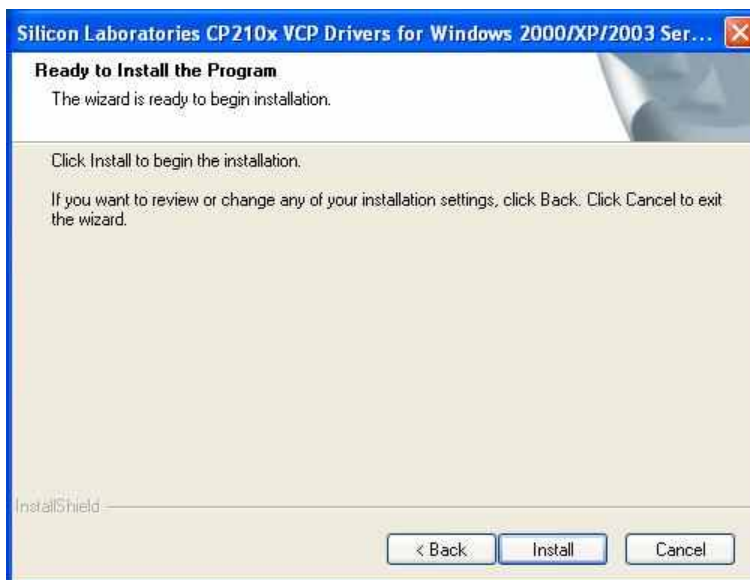 Silicon Laboratories CP210x VCP Drivers for Windows 2000/XP/2003 Ser...
Ready to Install the Program
The wizard is ready to begin installation.
Click Install to begin the installation.
If you want to review or change any of your installation settings, click Back. Click Cancel to exit
the wizard.
InstallShield
< Back Install Cancel